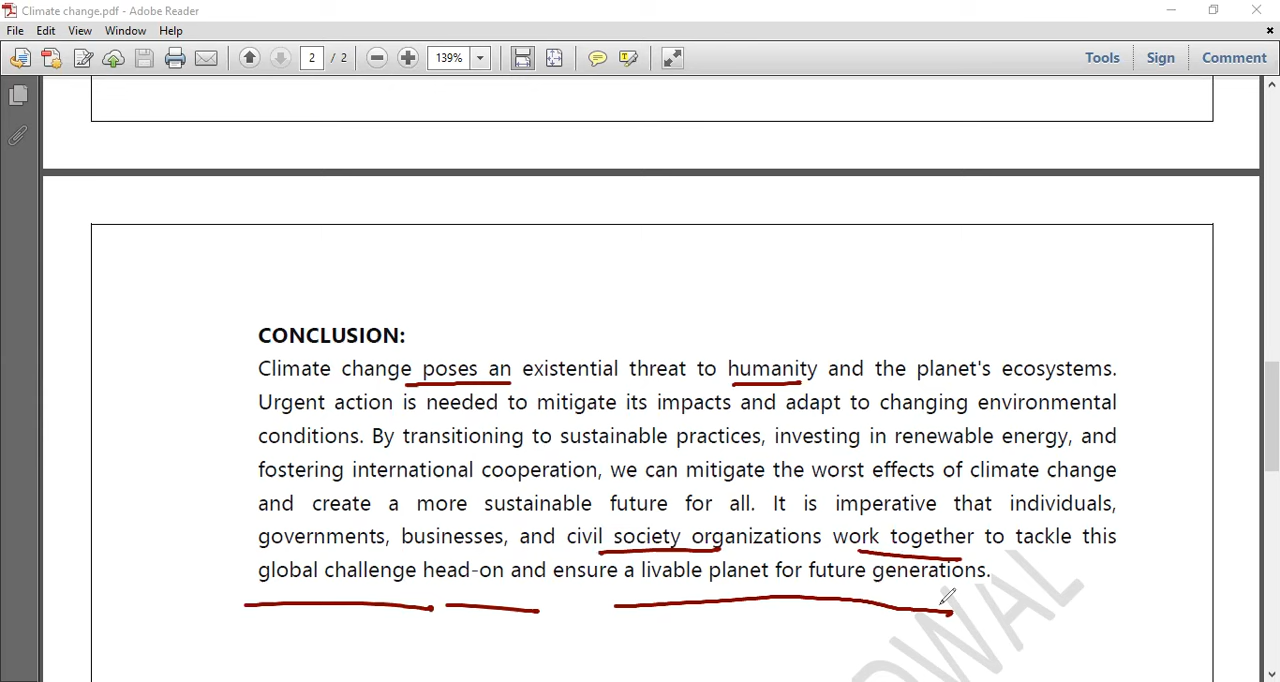 Climate change.pdf - Adobe Reader
File Edit View Window Help
2 / 2 139% Tools Sign Comment
CONCLUSION:
Climate change poses an existential threat to humanity and the planet's ecosystems.
Urgent action is needed to mitigate its impacts and adapt to changing environmental
conditions. By transitioning to sustainable practices, investing in renewable energy, and
fostering international cooperation, we can mitigate the worst effects of climate change
and create a more sustainable future for all. It is imperative that individuals,
governments, businesses, and civil society organizations work together to tackle this
global challenge head-on and ensure a livable planet for future generations.